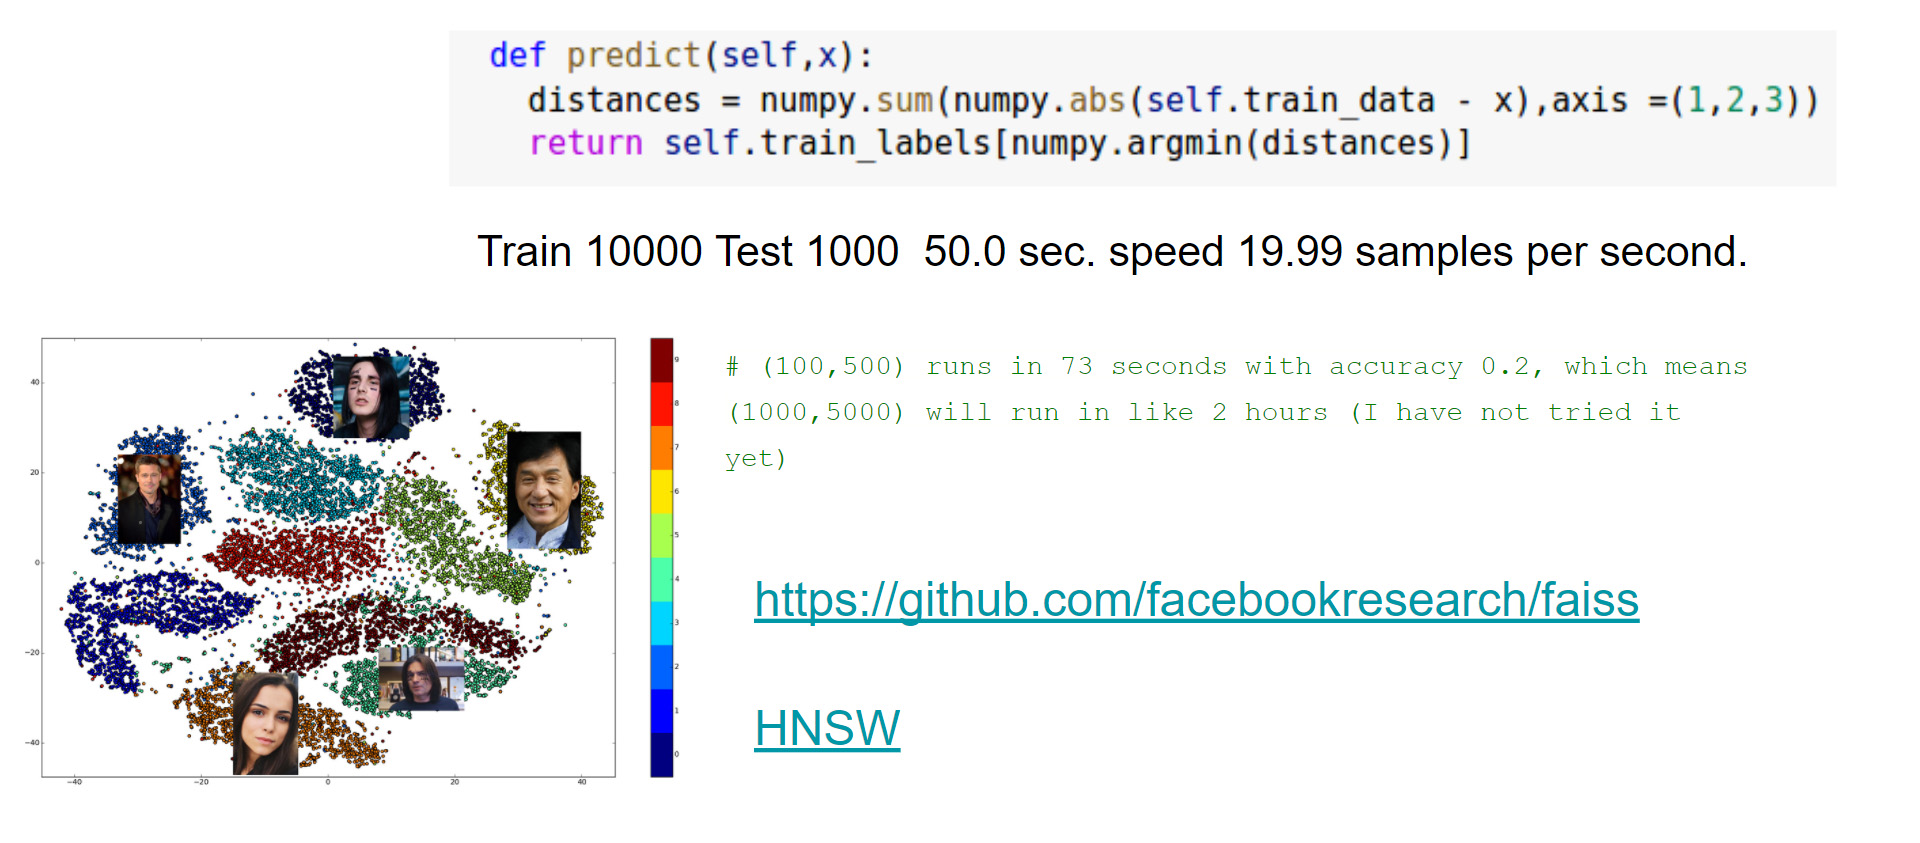 def predict(self,x):
distances = numpy.sum(numpy.abs(self.train_data - x),axis =(1,2,3))
return self.train_labels[numpy.argmin(distances)]
Train 10000 Test 1000 50.0 sec. speed 19.99 samples per second.
40
20
0
−20
−40
−40
−20
0
20
40
9
8
7
6
5
4
3
2
1
0
# (100,500) runs in 73 seconds with accuracy 0.2, which means
(1000,5000) will run in like 2 hours (I have not tried it
yet)
https://github.com/facebookresearch/faiss
HNSW